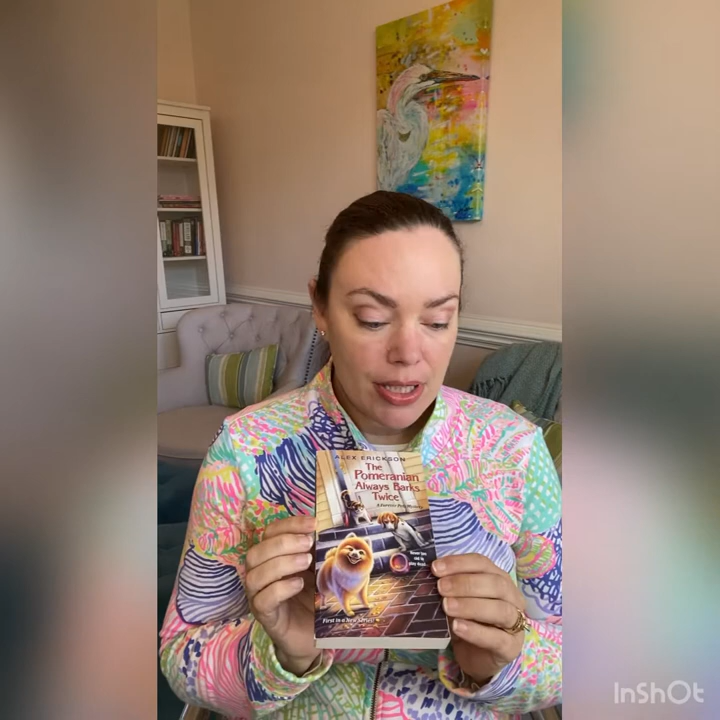 ALEX ERICKSON
The
Pomeranian
Always Barks
Twice
First in a New Series!
InShOt